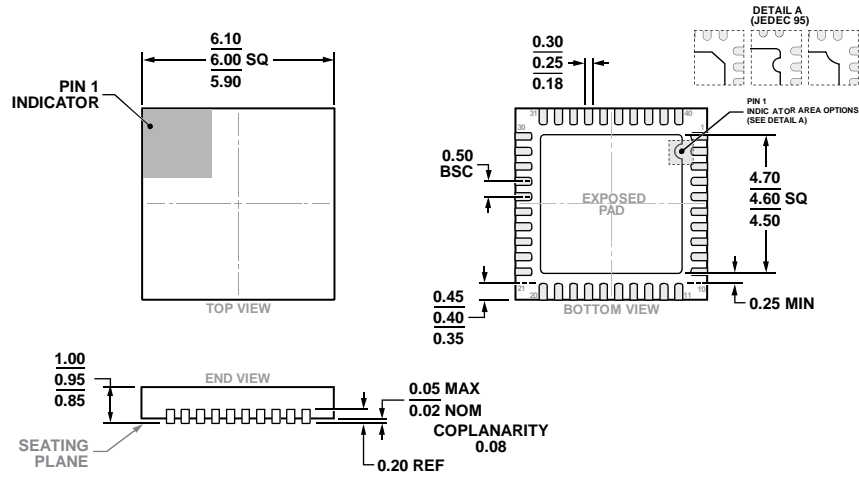 DETAIL A
(JEDEC 95)
6.10
6.00 SQ
5.90
0.30
0.25
0.18
PIN 1
INDICATOR
PIN 1
INDIC ATOR AREA OPTIONS
(SEE DETAIL A)
31
40
30
1
0.50
BSC
EXPOSED
PAD
4.70
4.60 SQ
4.50
21
20
11
10
TOP VIEW
BOTTOM VIEW
0.45
0.40
0.35
0.25 MIN
1.00
0.95
0.85
END VIEW
0.05 MAX
0.02 NOM
COPLANARITY
0.08
SEATING
PLANE
0.20 REF